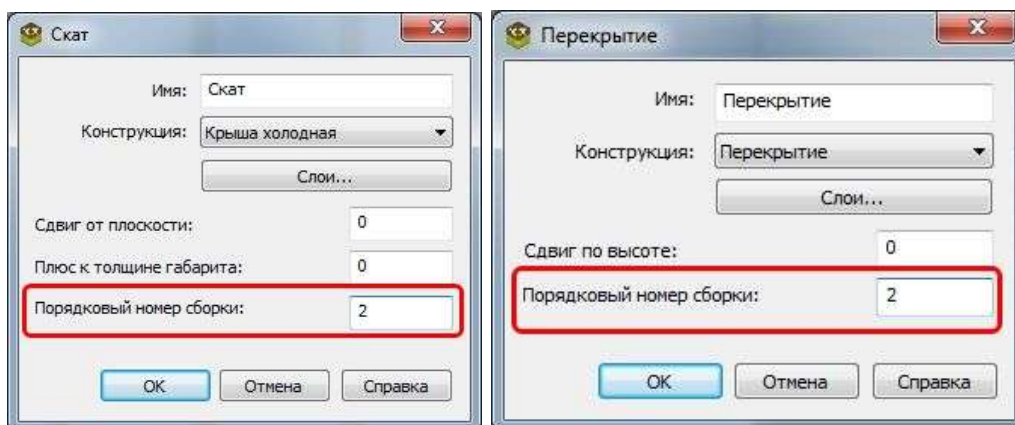 Скат
Имя: Скат
Конструкция: Крыша холодная
Слои...
Сдвиг от плоскости: 0
Плюс к толщине габарита: 0
Порядковый номер сборки: 2
OK Отмена Справка
Перекрытие
Имя: Перекрытие
Конструкция: Перекрытие
Слои...
Сдвиг по высоте: 0
Порядковый номер сборки: 2
OK Отмена Справка